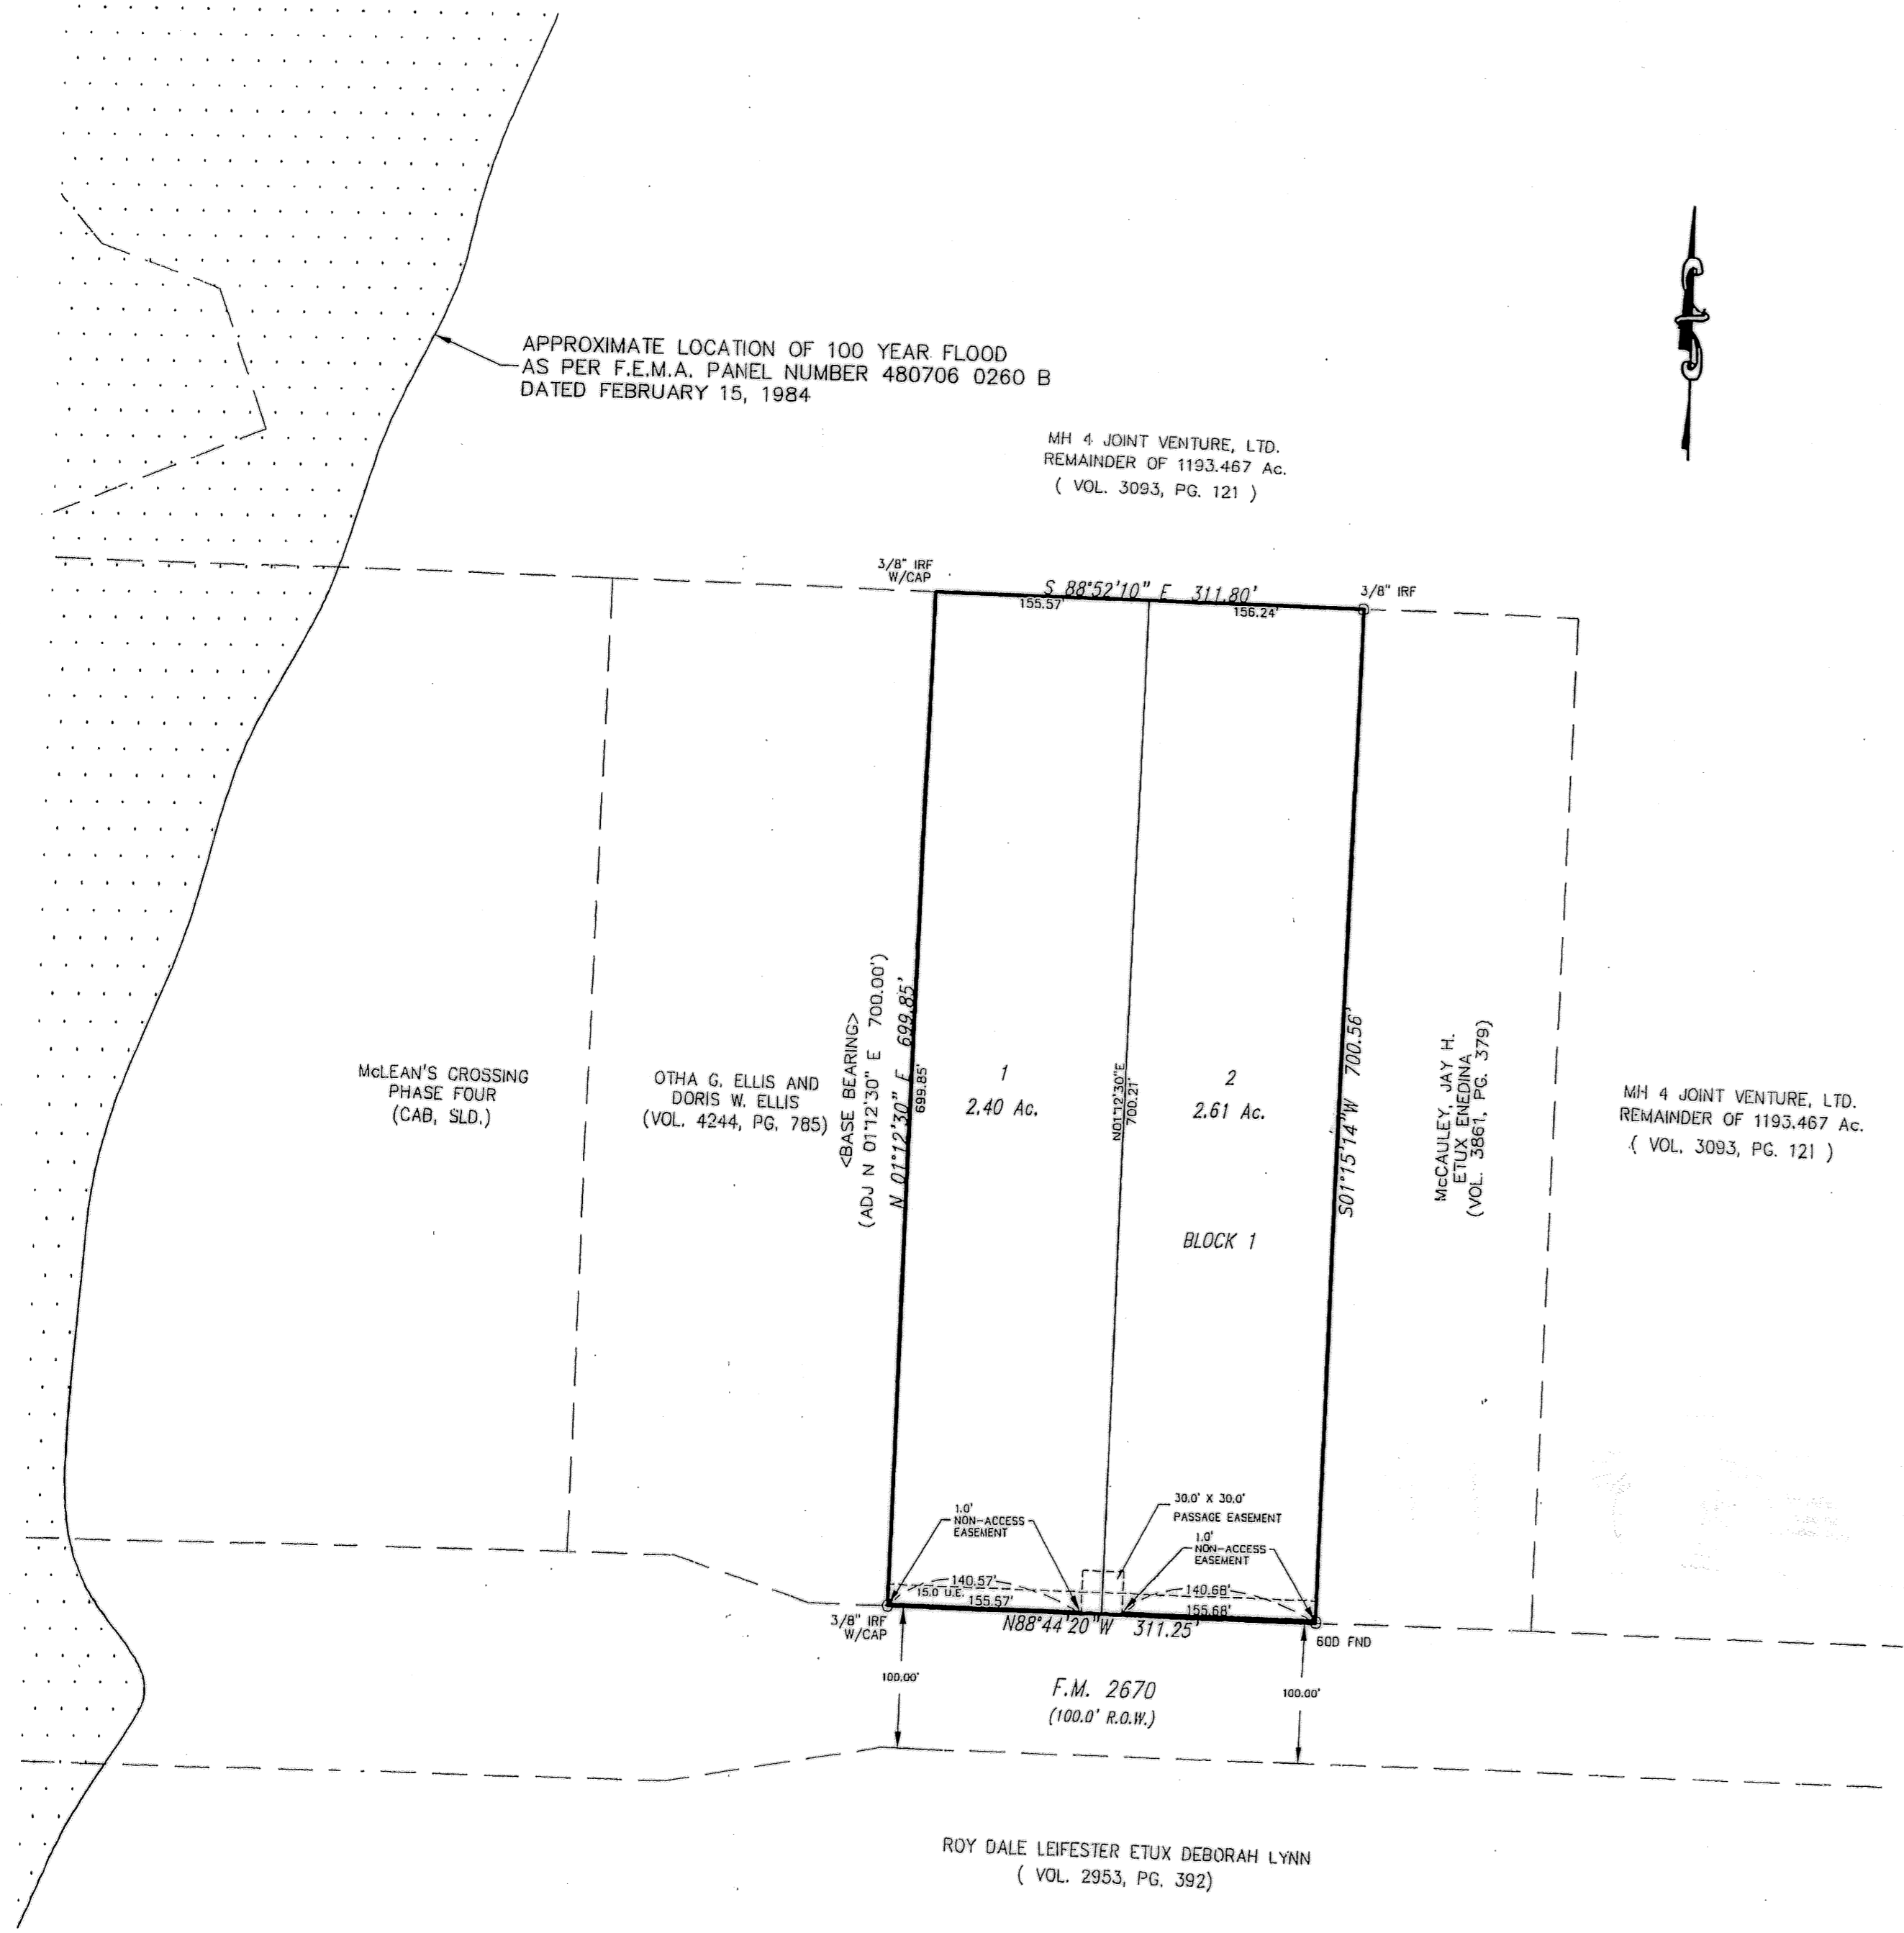 APPROXIMATE LOCATION OF 100 YEAR FLOOD
AS PER F.E.M.A. PANEL NUMBER 480706 0260 B
DATED FEBRUARY 15, 1984
MH 4 JOINT VENTURE, LTD.
REMAINDER OF 1193.467 Ac.
( VOL. 3093, PG. 121 )
3/8" IRF
W/CAP
S 88°52'10" E 311.80'
155.57'
156.24'
3/8" IRF
<BASE BEARING>
(ADJ N 01°12'30" E 700.00')
N 01°12'30" E 699.85'
699.85'
McLEAN'S CROSSING
PHASE FOUR
(CAB, SLD.)
OTHA G. ELLIS AND
DORIS W. ELLIS
(VOL. 4244, PG. 785)
1
2.40 Ac.
N01°12'30"E
700.21'
2
2.61 Ac.
BLOCK 1
S01°15'14"W 700.56'
McCAULEY, JAY H.
ETUX ENEDINA
(VOL. 3861, PG. 379)
MH 4 JOINT VENTURE, LTD.
REMAINDER OF 1193.467 Ac.
( VOL. 3093, PG. 121 )
1.0'
NON-ACCESS
EASEMENT
30.0' X 30.0'
PASSAGE EASEMENT
1.0'
NON-ACCESS
EASEMENT
140.57'
15.0 U.E.
155.57'
140.68'
155.68'
N88°44'20"W 311.25'
3/8" IRF
W/CAP
60D FND
100.00'
100.00'
F.M. 2670
(100.0' R.O.W.)
ROY DALE LEIFESTER ETUX DEBORAH LYNN
( VOL. 2953, PG. 392)